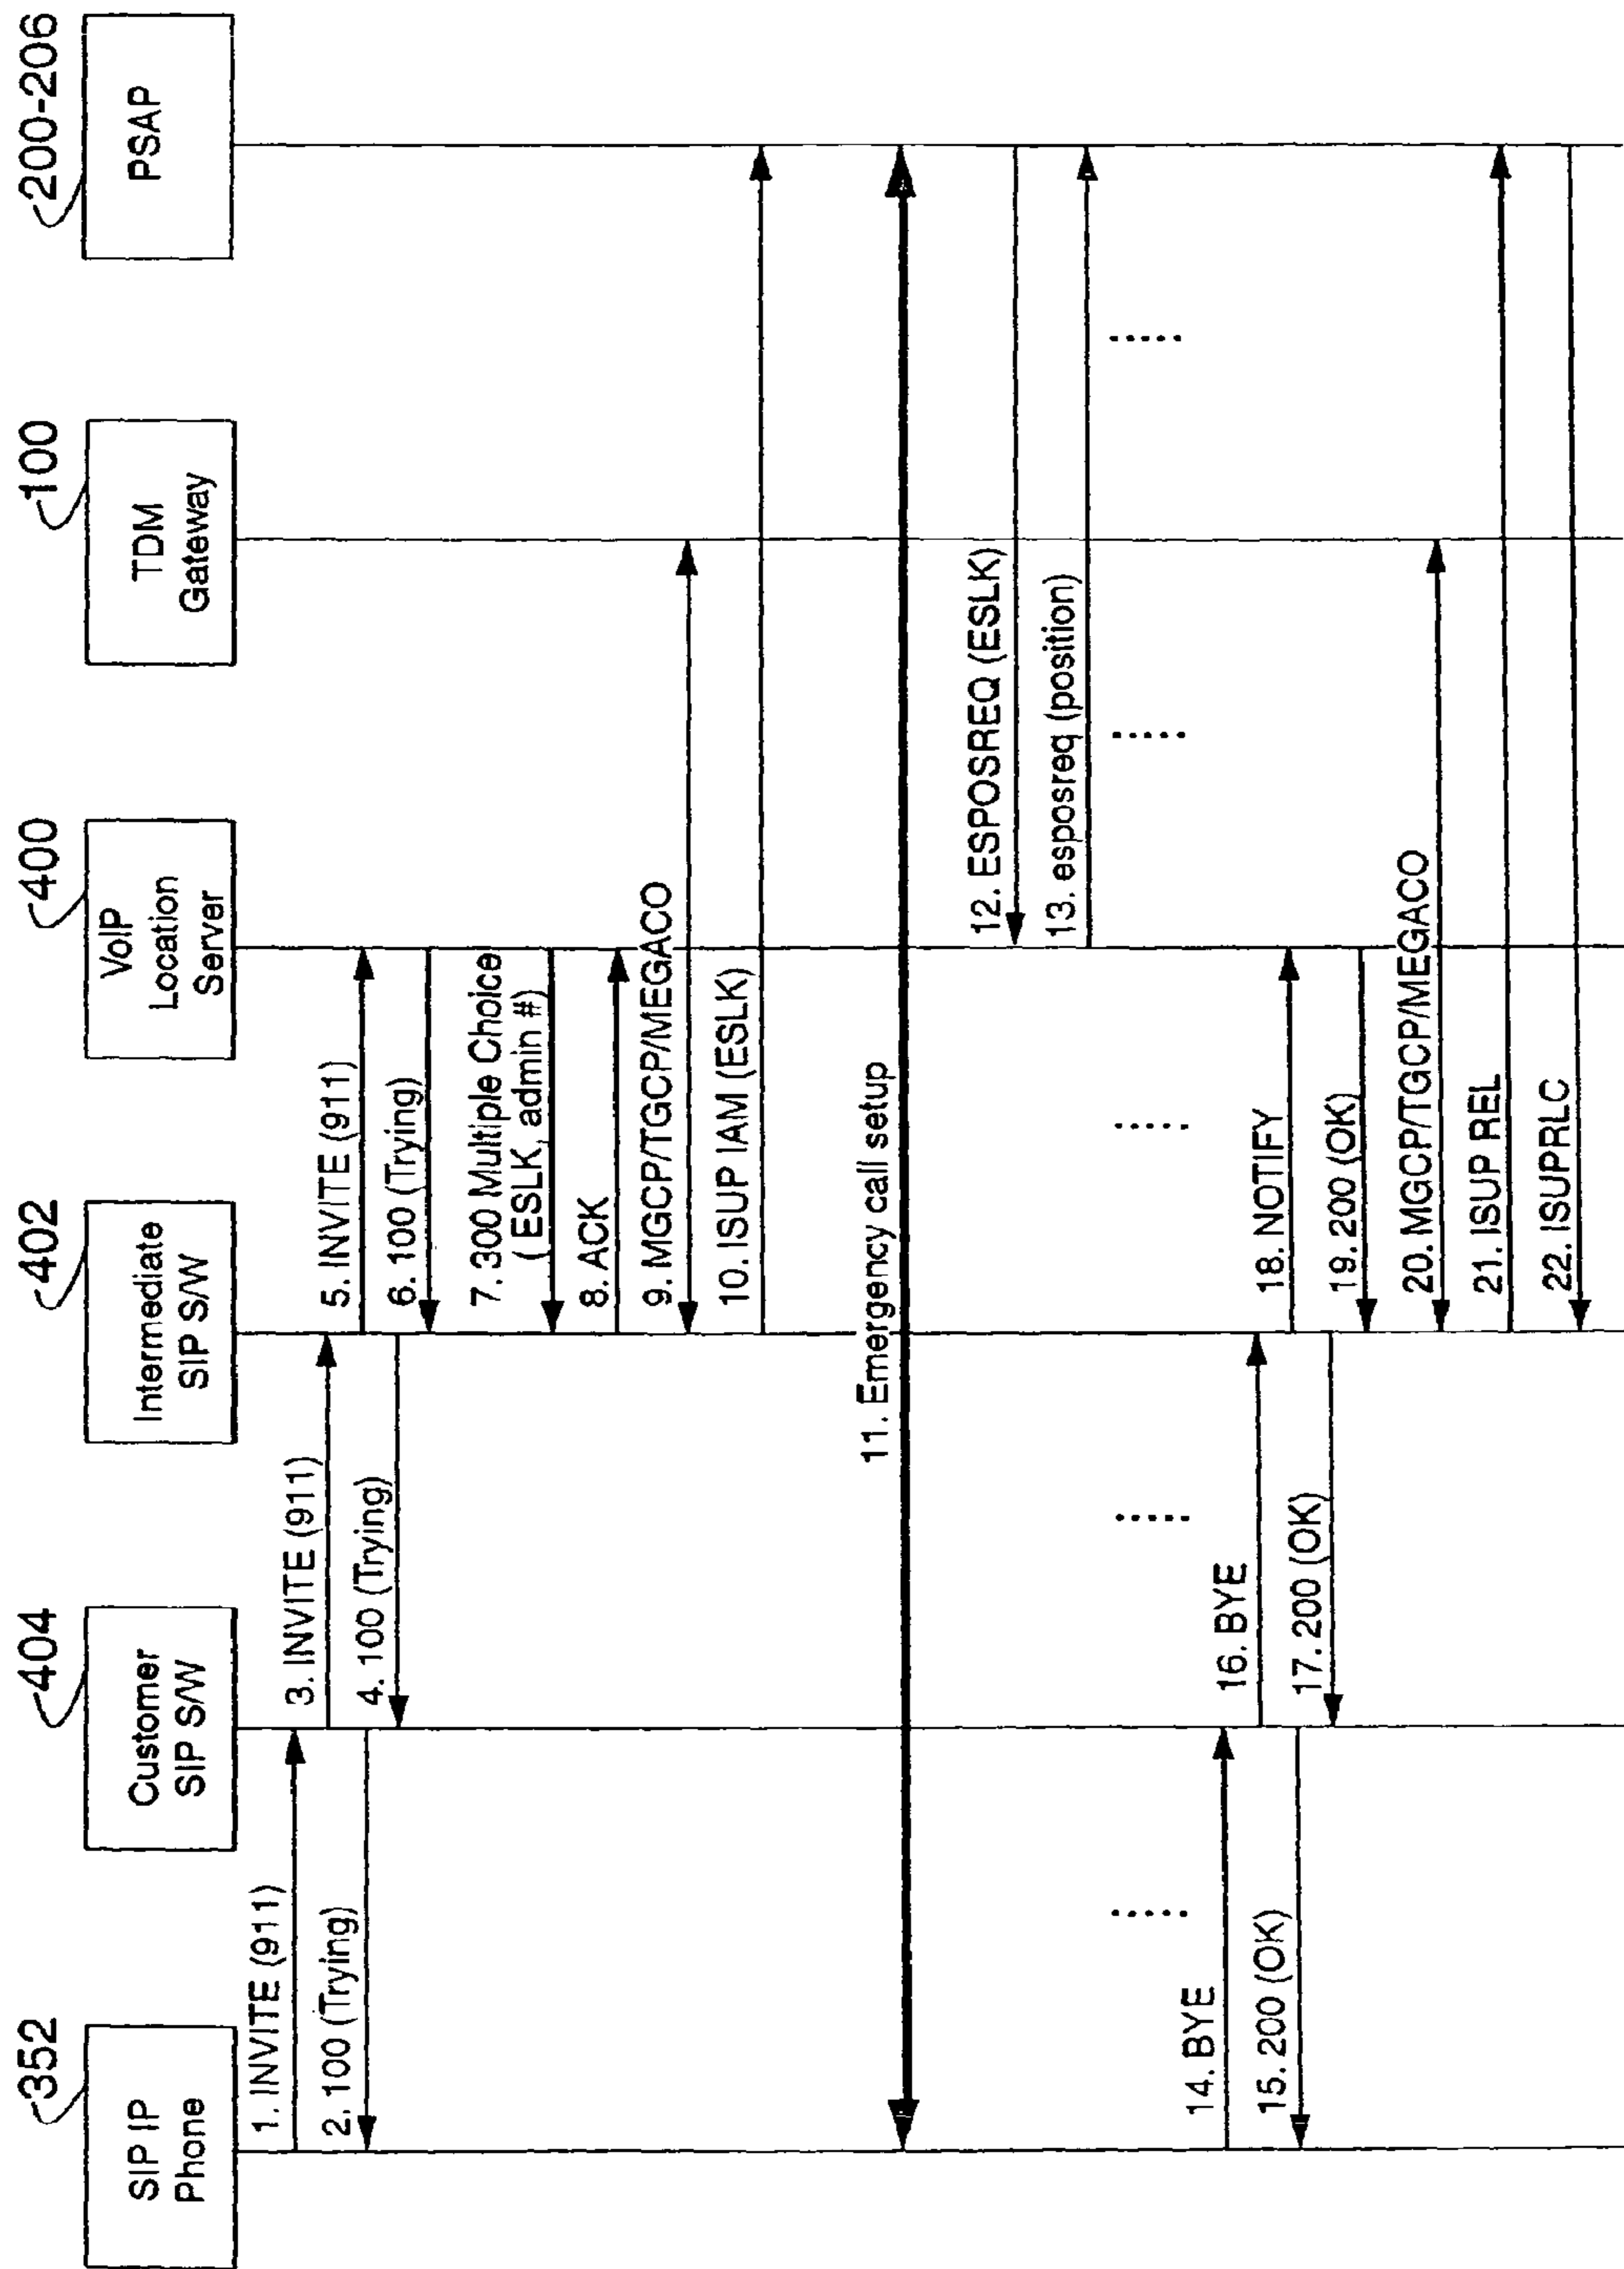 352
SIP IP
Phone
404
Customer
SIP S/W
402
Intermediate
SIP S/W
400
VoIP
Location
Server
100
TDM
Gateway
200-206
PSAP
1. INVITE (911)
2. 100 (Trying)
3. INVITE (911)
4. 100 (Trying)
5. INVITE (911)
6. 100 (Trying)
7. 300 Multiple Choice
( ESLK, admin #)
8. ACK
9. MGCP/TGCP/MEGACO
10. ISUP IAM (ESLK)
11. Emergency call setup
12. ESPOSREQ (ESLK)
13. esposreq (position)
14. BYE
15. 200 (OK)
16. BYE
17. 200 (OK)
18. NOTIFY
19. 200 (OK)
20. MGCP/TGCP/MEGACO
21. ISUP REL
22. ISUPRLC